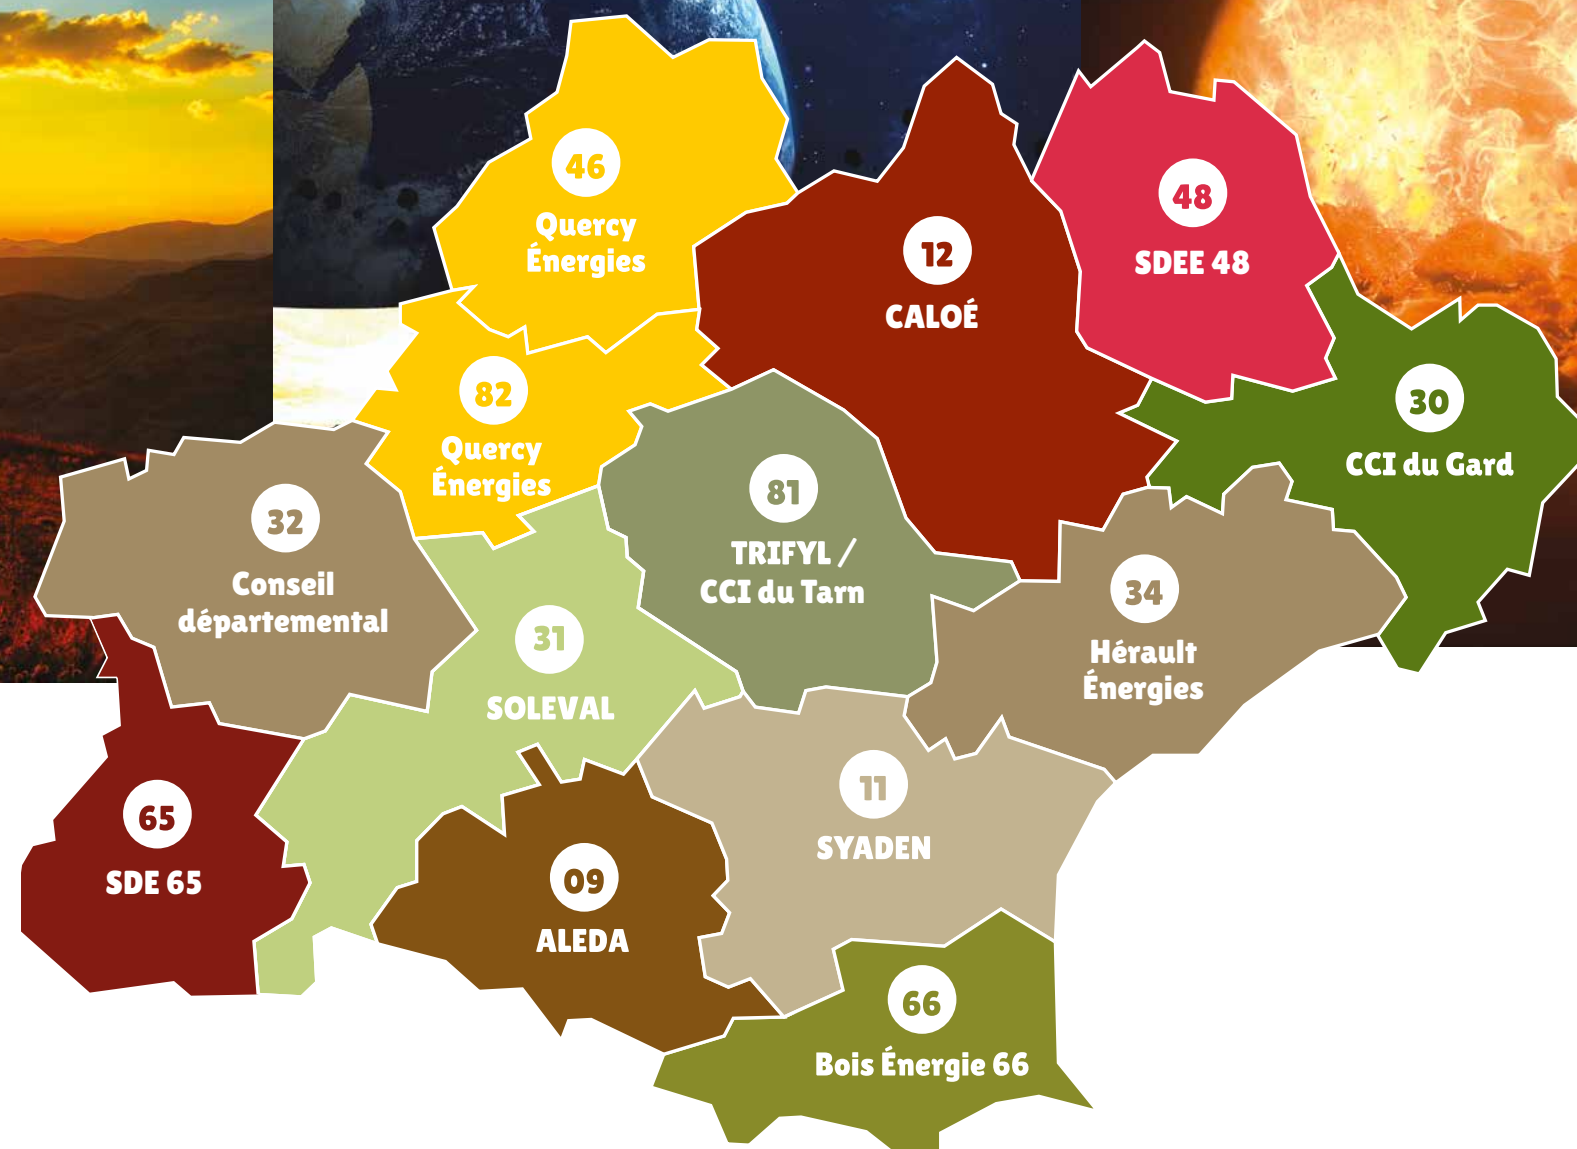 46
Quercy
Énergies
12
CALOÉ
48
SDEE 48
82
Quercy
Énergies
30
CCI du Gard
32
Conseil
départemental
81
TRIFYL /
CCI du Tarn
34
Hérault
Énergies
31
SOLEVAL
65
SDE 65
11
SYADEN
09
ALEDA
66
Bois Énergie 66